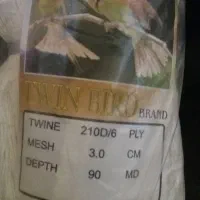 TWIN BIRD
BRAND
TWINE 210D/6 PLY
MESH 3.0 CM
DEPTH 90 MD